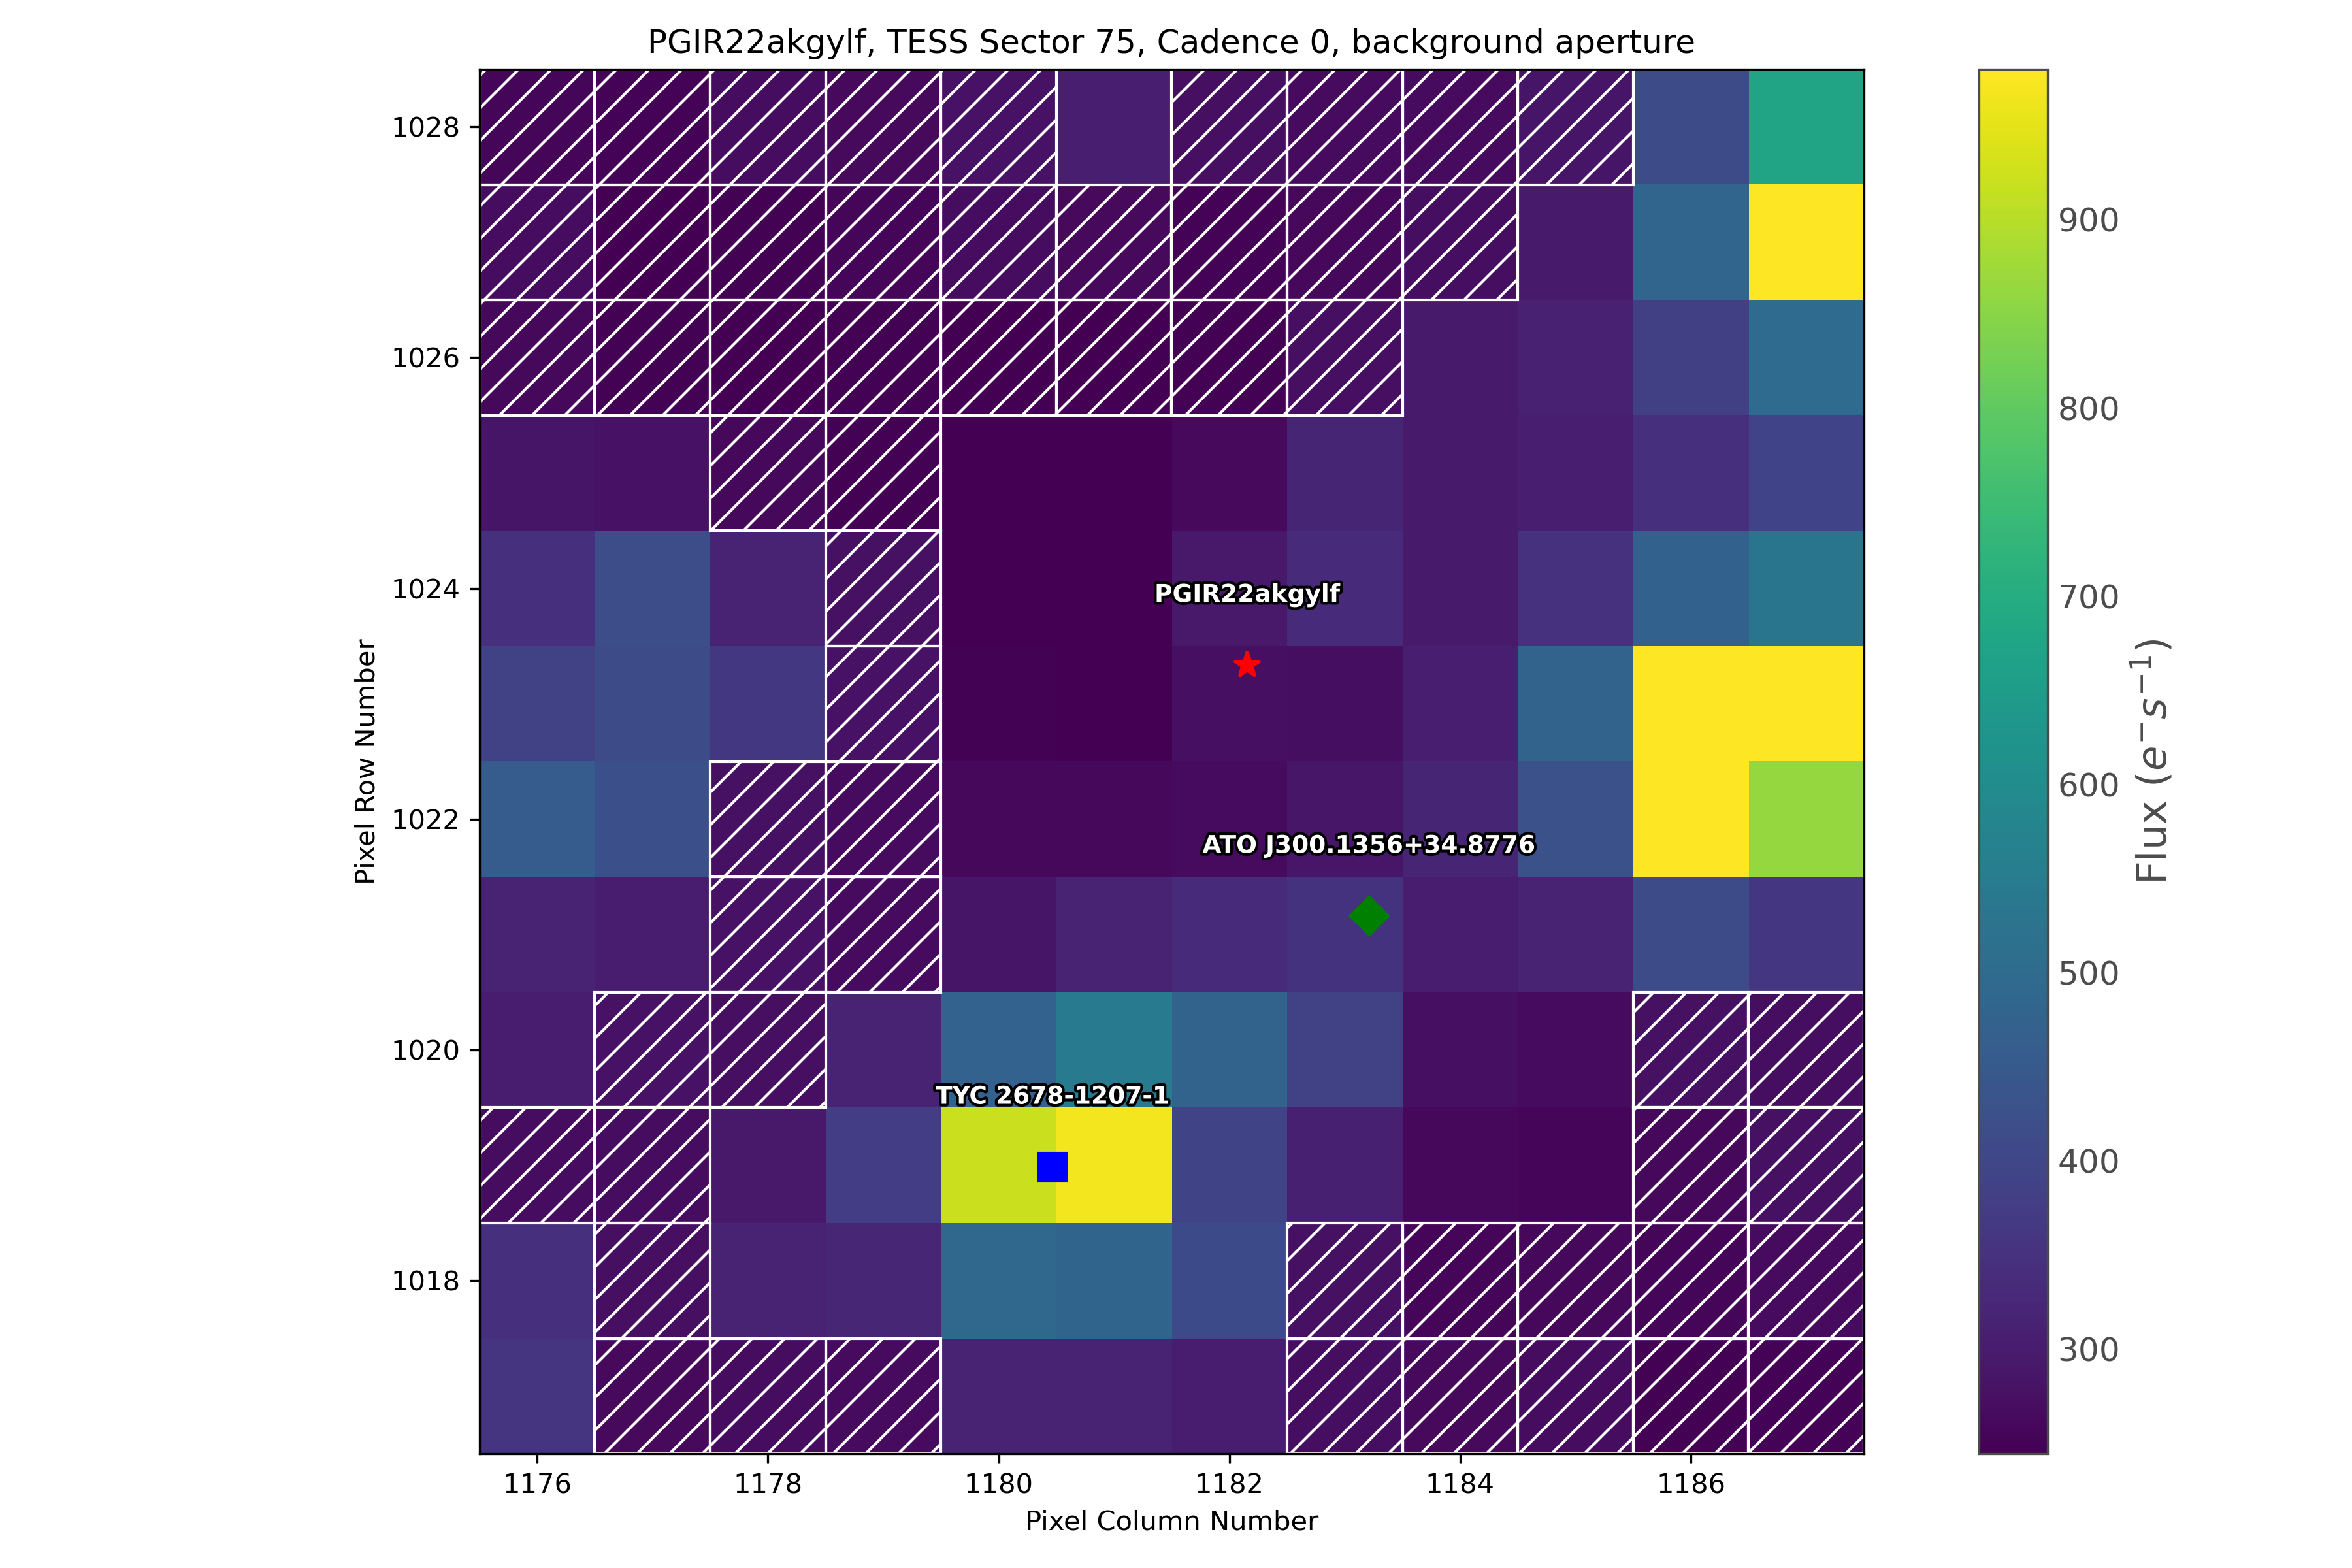 PGIR22akgylf, TESS Sector 75, Cadence 0, background aperture
1028
1026
1024
1022
1020
1018
Pixel Row Number
PGIR22akgylf
ATO J300.1356+34.8776
TYC 2678-1207-1
1176 1178 1180 1182 1184 1186
Pixel Column Number
900
800
700
600
500
400
300
Flux (e⁻s⁻¹)